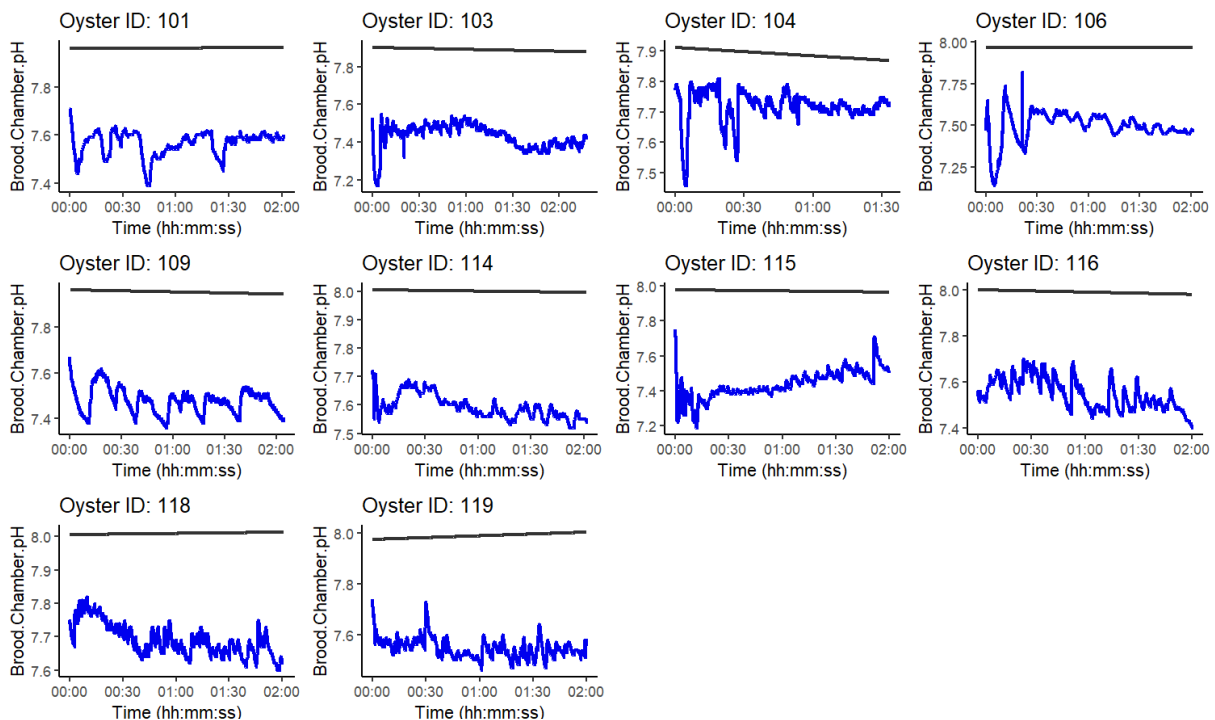 Oyster ID: 101
Brood.Chamber.pH
7.8
7.6
7.4
00:00 00:30 01:00 01:30 02:00
Time (hh:mm:ss)
Oyster ID: 103
Brood.Chamber.pH
7.8
7.6
7.4
7.2
00:00 00:30 01:00 01:30 02:00
Time (hh:mm:ss)
Oyster ID: 104
Brood.Chamber.pH
7.9
7.8
7.7
7.6
7.5
00:00 00:30 01:00 01:30
Time (hh:mm:ss)
Oyster ID: 106
Brood.Chamber.pH
8.00
7.75
7.50
7.25
00:00 00:30 01:00 01:30 02:00
Time (hh:mm:ss)
Oyster ID: 109
Brood.Chamber.pH
7.8
7.6
7.4
00:00 00:30 01:00 01:30 02:00
Time (hh:mm:ss)
Oyster ID: 114
Brood.Chamber.pH
8.0
7.9
7.8
7.7
7.6
7.5
00:00 00:30 01:00 01:30 02:00
Time (hh:mm:ss)
Oyster ID: 115
Brood.Chamber.pH
8.0
7.8
7.6
7.4
7.2
00:00 00:30 01:00 01:30 02:00
Time (hh:mm:ss)
Oyster ID: 116
Brood.Chamber.pH
8.0
7.8
7.6
7.4
00:00 00:30 01:00 01:30 02:00
Time (hh:mm:ss)
Oyster ID: 118
Brood.Chamber.pH
8.0
7.9
7.8
7.7
7.6
00:00 00:30 01:00 01:30 02:00
Time (hh:mm:ss)
Oyster ID: 119
Brood.Chamber.pH
8.0
7.8
7.6
00:00 00:30 01:00 01:30 02:00
Time (hh:mm:ss)